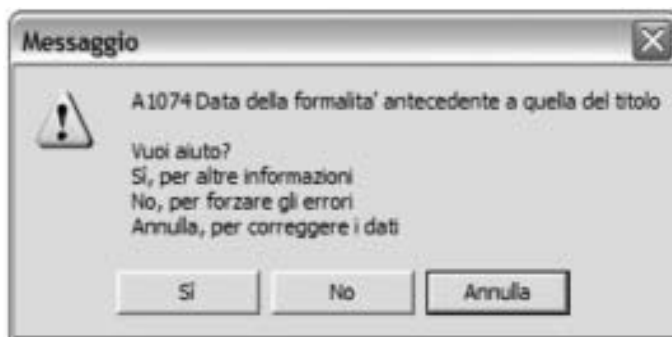 Messaggio
A1074 Data della formalita' antecedente a quella del titolo
Vuoi aiuto?
Sì, per altre informazioni
No, per forzare gli errori
Annulla, per correggere i dati
Sì No Annulla